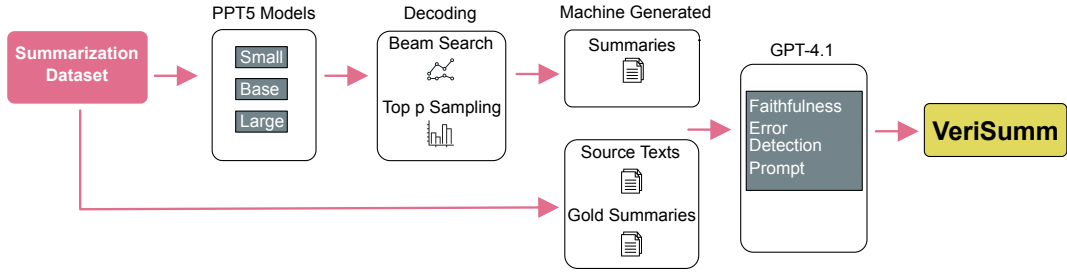 PPT5 Models
Decoding
Machine Generated
Summarization
Dataset
Small
Base
Large
Beam Search
Top p Sampling
Summaries
Source Texts
Gold Summaries
GPT-4.1
Faithfulness
Error
Detection
Prompt
VeriSumm